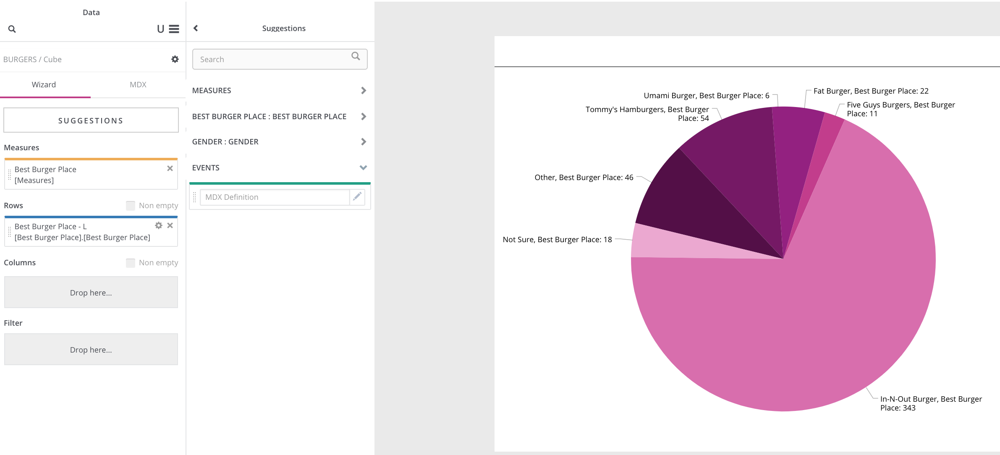 Data
U
BURGERS / Cube
Wizard
MDX
SUGGESTIONS
Measures
Best Burger Place
[Measures]
Rows
Non empty
Best Burger Place - L
[Best Burger Place].[Best Burger Place]
Columns
Non empty
Drop here...
Filter
Drop here...
Suggestions
Search
MEASURES
BEST BURGER PLACE : BEST BURGER PLACE
GENDER : GENDER
EVENTS
MDX Definition
Umami Burger, Best Burger Place: 6
Fat Burger, Best Burger Place: 22
Tommy's Hamburgers, Best Burger
Place: 54
Five Guys Burgers, Best Burger
Place: 11
Other, Best Burger Place: 46
Not Sure, Best Burger Place: 18
In-N-Out Burger, Best Burger
Place: 343